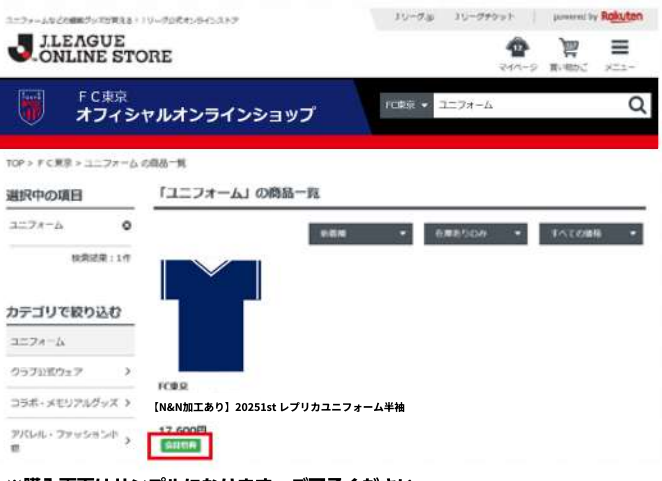 ユニフォームなどの観戦グッズが買える！Jリーグ公式オンラインストア
Jリーグ.jp Jリーグチケット powered by Rakuten
J.LEAGUE
ONLINE STORE
マイページ 買い物かご メニュー
FC東京
オフィシャルオンラインショップ
FC東京 ユニフォーム
TOP > FC東京 > ユニフォーム の商品一覧
選択中の項目
「ユニフォーム」の商品一覧
ユニフォーム
新着順 在庫ありのみ すべての価格
検索結果：1件
カテゴリで絞り込む
ユニフォーム
クラブ公式ウェア
コラボ・メモリアルグッズ
アパレル・ファッション小物
FC東京
【N&N加工あり】20251st レプリカユニフォーム半袖
17,600円
会員特典